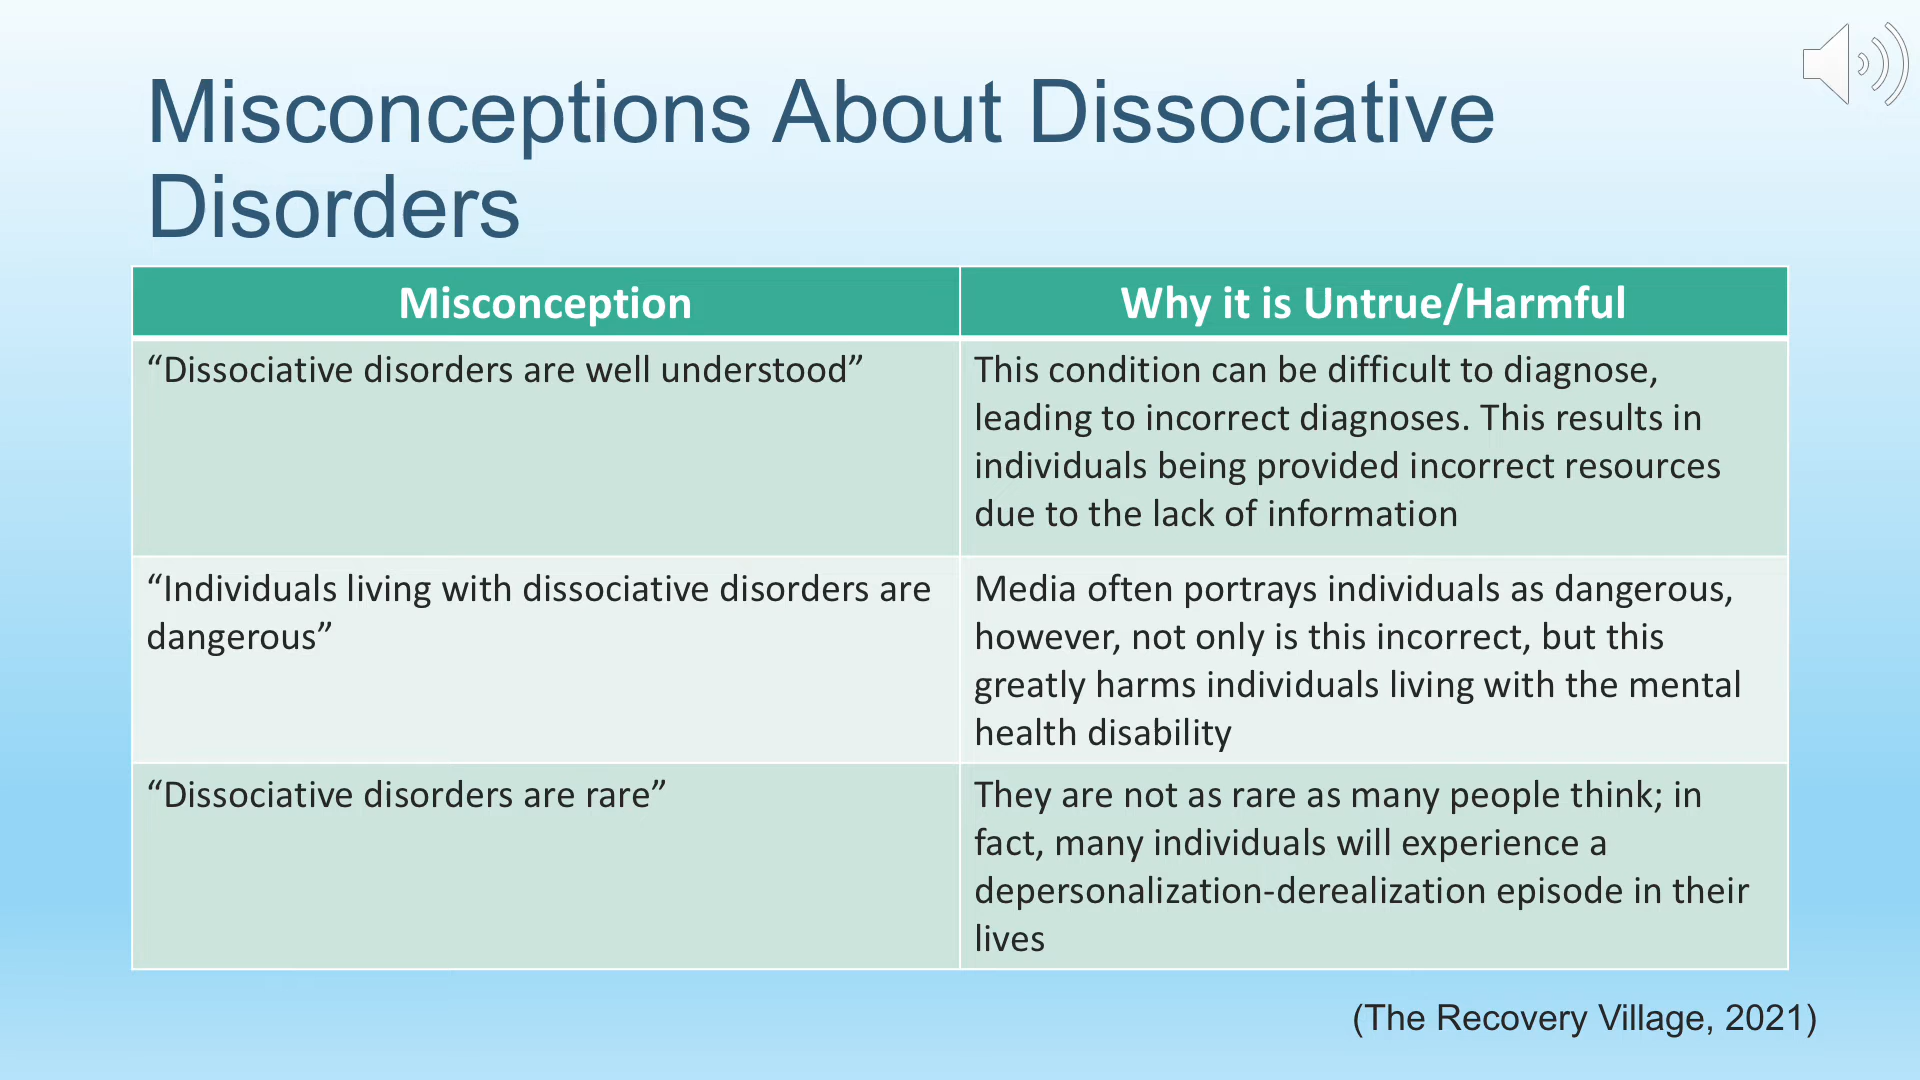 Misconceptions About Dissociative
Disorders
Misconception
Why it is Untrue/Harmful
“Dissociative disorders are well understood”
This condition can be difficult to diagnose,
leading to incorrect diagnoses. This results in
individuals being provided incorrect resources
due to the lack of information
“Individuals living with dissociative disorders are
dangerous”
Media often portrays individuals as dangerous,
however, not only is this incorrect, but this
greatly harms individuals living with the mental
health disability
“Dissociative disorders are rare”
They are not as rare as many people think; in
fact, many individuals will experience a
depersonalization-derealization episode in their
lives
(The Recovery Village, 2021)